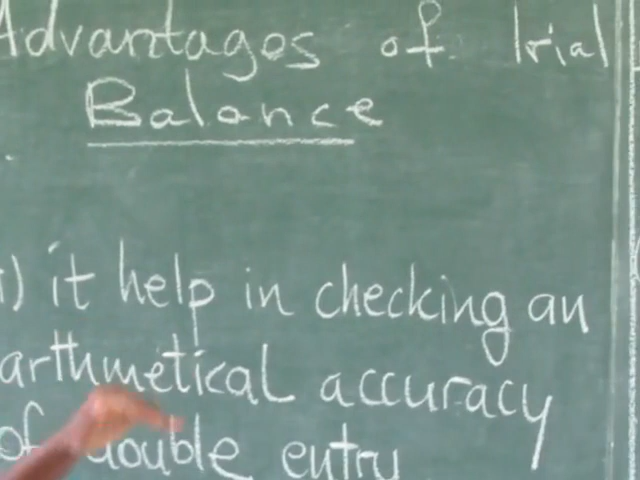 Advantages of Trial
Balance
i) it help in checking an
arthmetical accuracy
of double entry